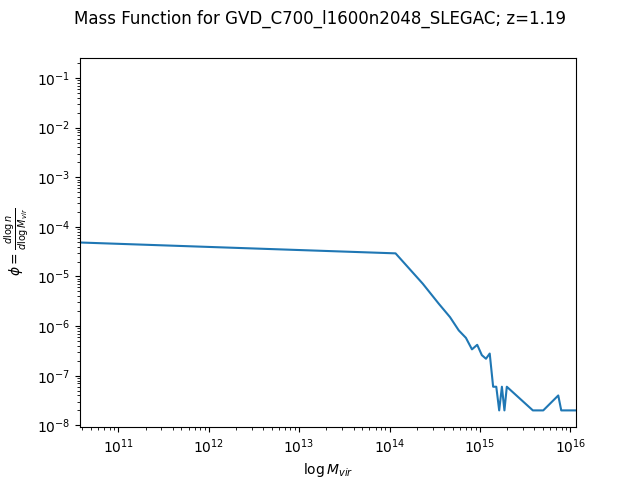 Mass Function for GVD_C700_l1600n2048_SLEGAC; z=1.19
10⁻¹
10⁻²
10⁻³
10⁻⁴
10⁻⁵
10⁻⁶
10⁻⁷
10⁻⁸
ϕ = d log n / d log M_vir
10¹¹ 10¹² 10¹³ 10¹⁴ 10¹⁵ 10¹⁶
log M_vir